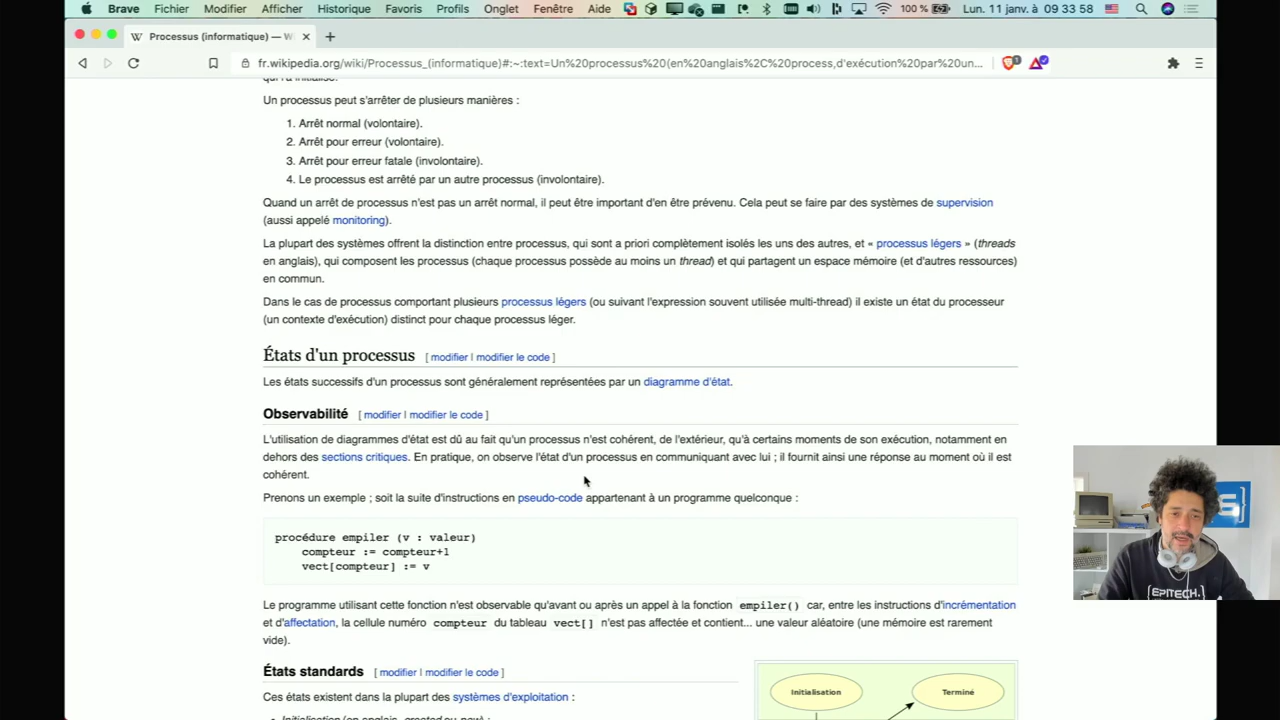 Brave Fichier Modifier Afficher Historique Favoris Profils Onglet Fenêtre Aide 100 % Lun. 11 janv. à 09 33 58
Processus (informatique) — W
fr.wikipedia.org/wiki/Processus_(informatique)#:~:text=Un%20processus%20(en%20anglais%2C%20process,d'exécution%20par%20un...
qui l'a initialisé.
Un processus peut s'arrêter de plusieurs manières :
1. Arrêt normal (volontaire).
2. Arrêt pour erreur (volontaire).
3. Arrêt pour erreur fatale (involontaire).
4. Le processus est arrêté par un autre processus (involontaire).
Quand un arrêt de processus n'est pas un arrêt normal, il peut être important d'en être prévenu. Cela peut se faire par des systèmes de supervision
(aussi appelé monitoring).
La plupart des systèmes offrent la distinction entre processus, qui sont a priori complètement isolés les uns des autres, et « processus légers » (threads
en anglais), qui composent les processus (chaque processus possède au moins un thread) et qui partagent un espace mémoire (et d'autres ressources)
en commun.
Dans le cas de processus comportant plusieurs processus légers (ou suivant l'expression souvent utilisée multi-thread) il existe un état du processeur
(un contexte d'exécution) distinct pour chaque processus léger.
États d'un processus [ modifier | modifier le code ]
Les états successifs d'un processus sont généralement représentées par un diagramme d'état.
Observabilité [ modifier | modifier le code ]
L'utilisation de diagrammes d'état est dû au fait qu'un processus n'est cohérent, de l'extérieur, qu'à certains moments de son exécution, notamment en
dehors des sections critiques. En pratique, on observe l'état d'un processus en communiquant avec lui ; il fournit ainsi une réponse au moment où il est
cohérent.
Prenons un exemple ; soit la suite d'instructions en pseudo-code appartenant à un programme quelconque :
procédure empiler (v : valeur)
compteur := compteur+1
vect[compteur] := v
Le programme utilisant cette fonction n'est observable qu'avant ou après un appel à la fonction empiler() car, entre les instructions d'incrémentation
et d'affectation, la cellule numéro compteur du tableau vect[] n'est pas affectée et contient... une valeur aléatoire (une mémoire est rarement
vide).
États standards [ modifier | modifier le code ]
Ces états existent dans la plupart des systèmes d'exploitation :
Initialisation (en anglais, created ou new) :
Initialisation
Terminé
EPITECH.